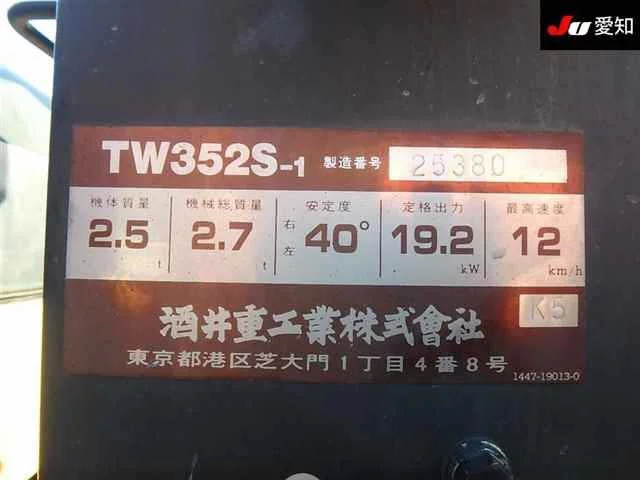 JU 愛知
TW352S-1 製造番号 25380
機体質量 機械総質量 安定度 定格出力 最高速度
2.5 t 2.7 t 右 左 40° 19.2 kW 12 km/h
K5
酒井重工業株式會社
東京都港区芝大門1丁目4番8号
1447-19013-0